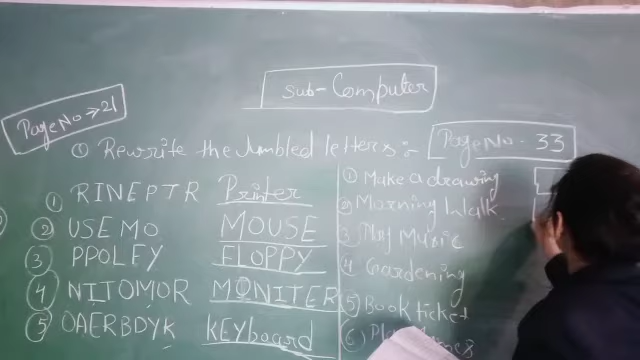 Sub-Computer
Page No → 21
① Rewrite the Jumbled letters:-
① RINEPTR Printer
② USEMO MOUSE
③ PPOLFY FLOPPY
④ NITOMOR MONITER
⑤ OAERBDYK kEYboard
Page No. 33
① Make a drawing
② Morning Walk.
③ Play Music
④ Gardening
⑤ Book ticket
⑥